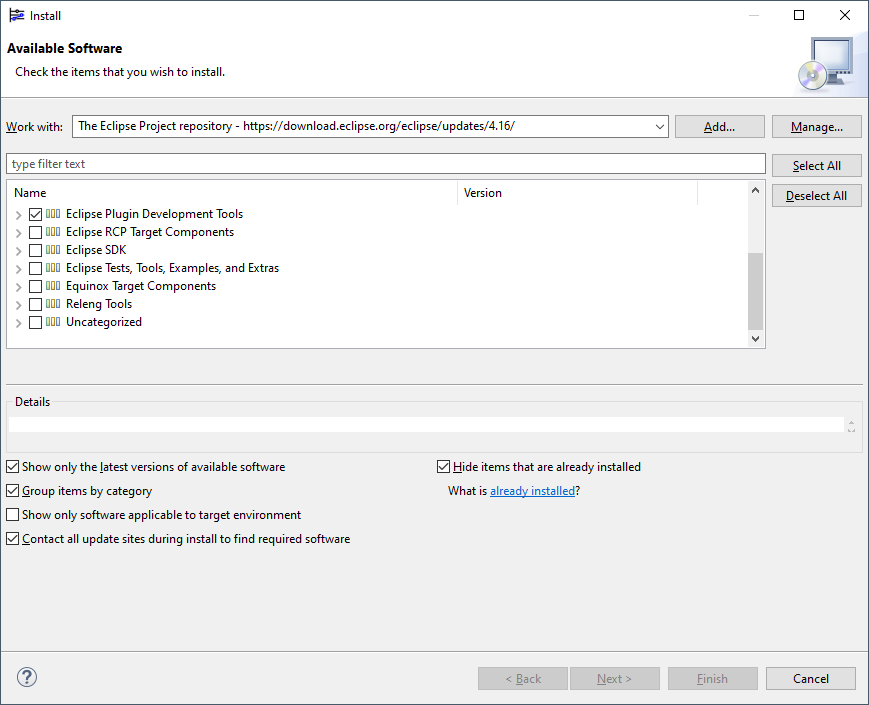 Install
Available Software
Check the items that you wish to install.
Work with: The Eclipse Project repository - https://download.eclipse.org/eclipse/updates/4.16/ Add... Manage...
type filter text
Select All
Name Version
Deselect All
Eclipse Plugin Development Tools
Eclipse RCP Target Components
Eclipse SDK
Eclipse Tests, Tools, Examples, and Extras
Equinox Target Components
Releng Tools
Uncategorized
Details
Show only the latest versions of available software Hide items that are already installed
Group items by category What is already installed?
Show only software applicable to target environment
Contact all update sites during install to find required software
? < Back Next > Finish Cancel